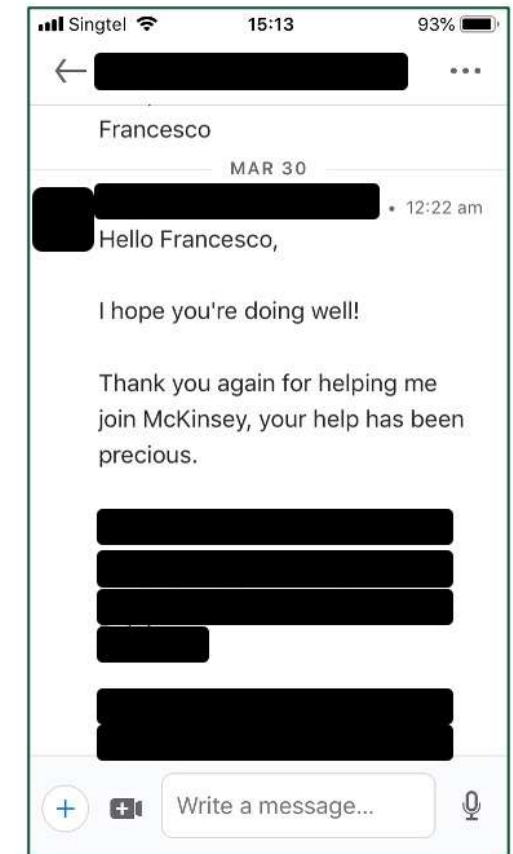 Singtel 15:13 93%
Francesco
MAR 30
• 12:22 am
Hello Francesco,
I hope you're doing well!
Thank you again for helping me
join McKinsey, your help has been
precious.
Write a message...